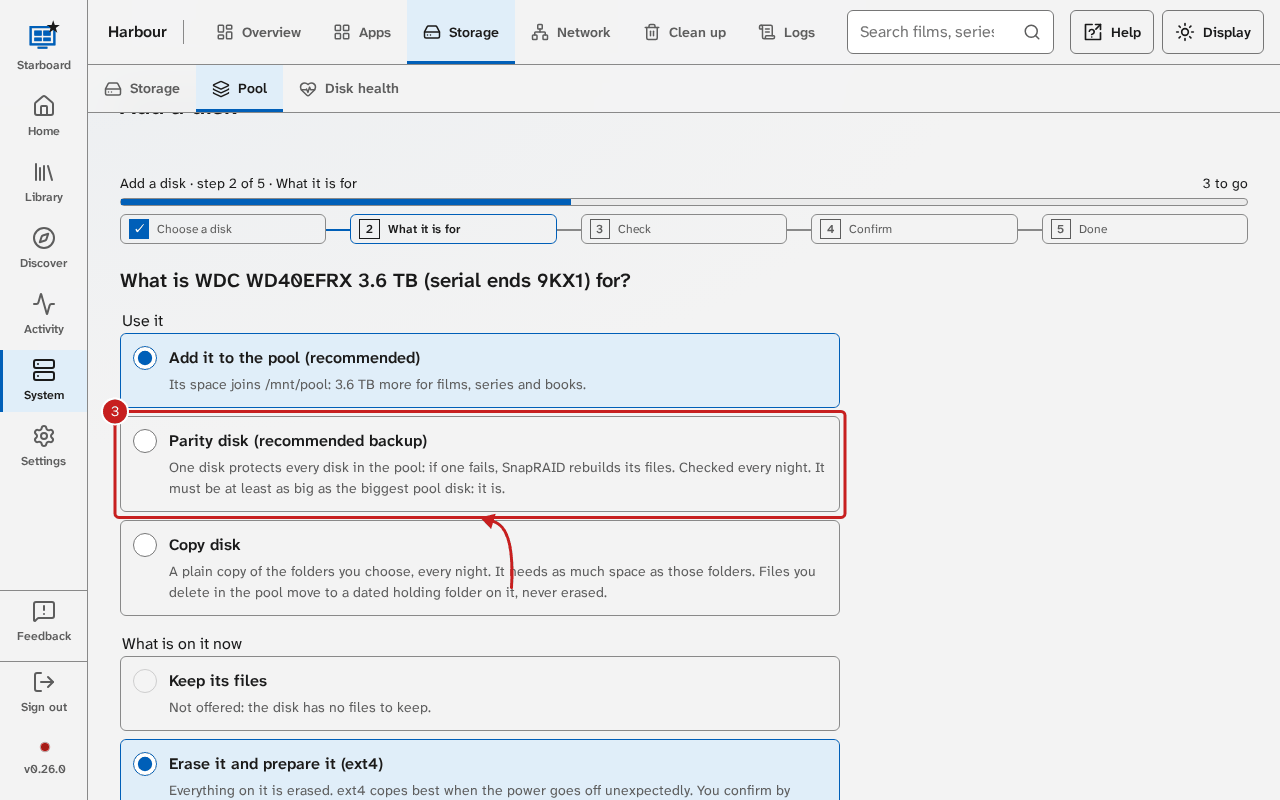 Starboard
Home
Library
Discover
Activity
System
Settings
Feedback
Sign out
v0.26.0
Harbour
Overview
Apps
Storage
Network
Clean up
Logs
Search films, series
Help
Display
Storage
Pool
Disk health
Add a disk
Add a disk · step 2 of 5 · What it is for
3 to go
✓ Choose a disk
2 What it is for
3 Check
4 Confirm
5 Done
What is WDC WD40EFRX 3.6 TB (serial ends 9KX1) for?
Use it
Add it to the pool (recommended)
Its space joins /mnt/pool: 3.6 TB more for films, series and books.
3
Parity disk (recommended backup)
One disk protects every disk in the pool: if one fails, SnapRAID rebuilds its files. Checked every night. It
must be at least as big as the biggest pool disk: it is.
Copy disk
A plain copy of the folders you choose, every night. It needs as much space as those folders. Files you
delete in the pool move to a dated holding folder on it, never erased.
What is on it now
Keep its files
Not offered: the disk has no files to keep.
Erase it and prepare it (ext4)
Everything on it is erased. ext4 copes best when the power goes off unexpectedly. You confirm by